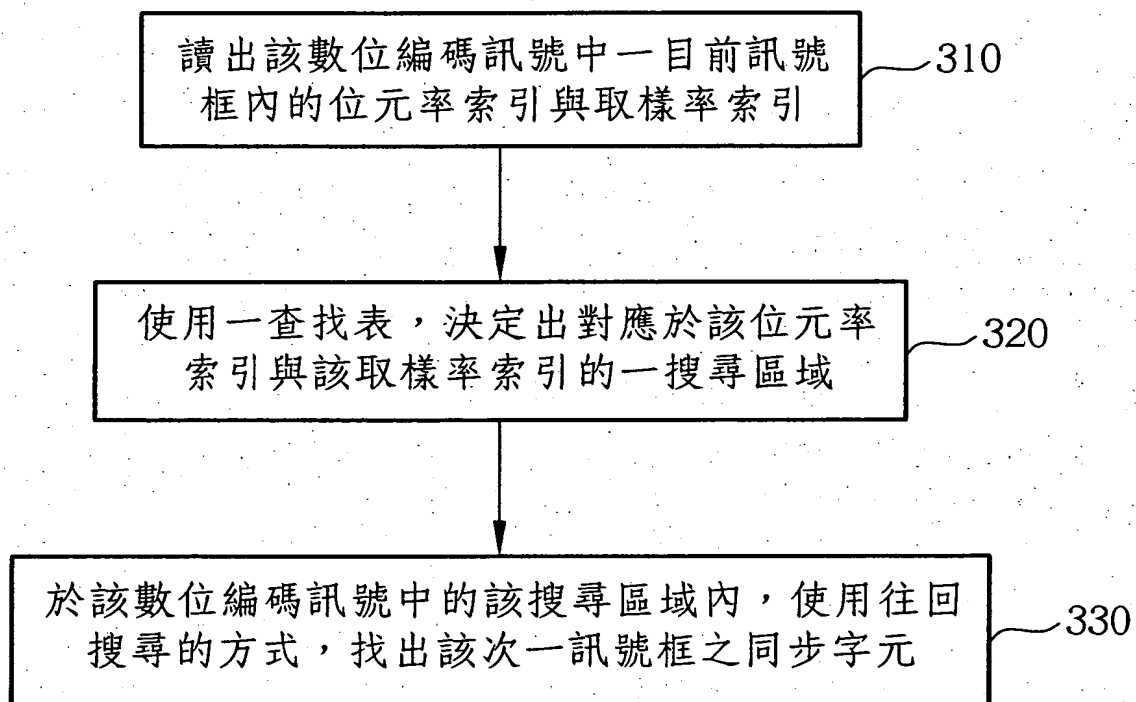 讀出該數位編碼訊號中一目前訊號
框內的位元率索引與取樣率索引
310
使用一查找表，決定出對應於該位元率
索引與該取樣率索引的一搜尋區域
320
於該數位編碼訊號中的該搜尋區域內，使用往回
搜尋的方式，找出該次一訊號框之同步字元
330